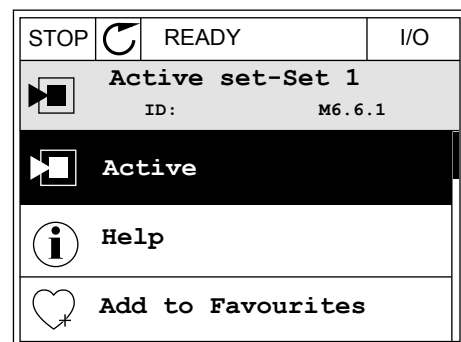 STOP READY I/O
Active set-Set 1
ID: M6.6.1
Active
Help
Add to Favourites